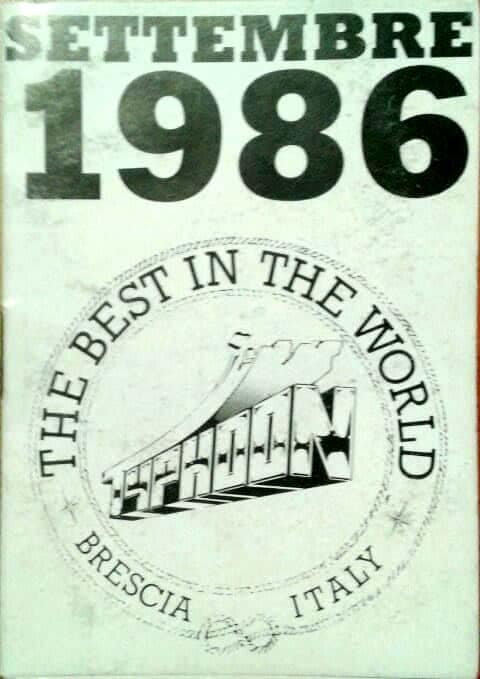 SETTEMBRE
1986
THE BEST IN THE WORLD
TYPHOON
BRESCIA ITALY